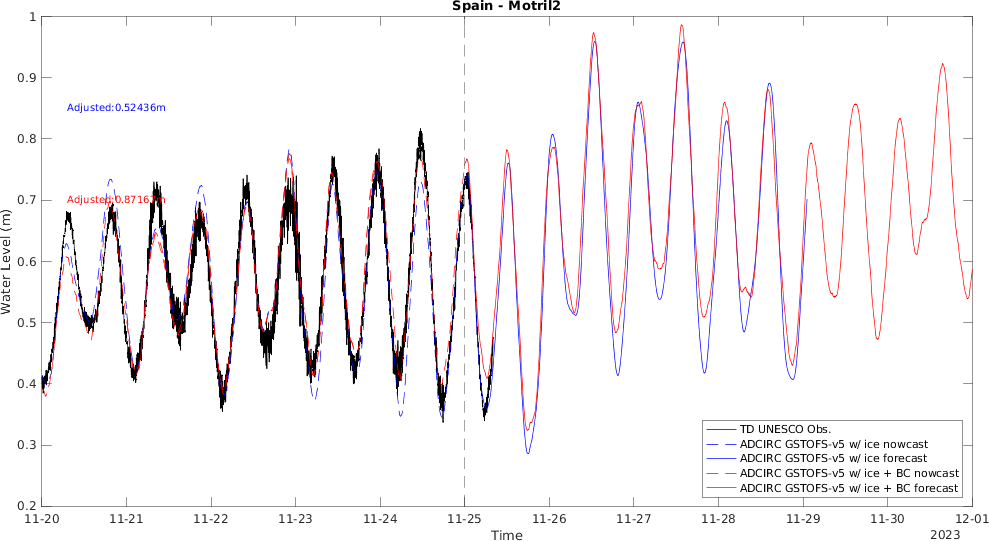 Spain - Motril2
1
0.9
0.8
0.7
0.6
0.5
0.4
0.3
0.2
Water Level (m)
Adjusted:0.52436m
Adjusted:0.8716
TD UNESCO Obs.
ADCIRC GSTOFS-v5 w/ ice nowcast
ADCIRC GSTOFS-v5 w/ ice forecast
ADCIRC GSTOFS-v5 w/ ice + BC nowcast
ADCIRC GSTOFS-v5 w/ ice + BC forecast
11-20 11-21 11-22 11-23 11-24 11-25 11-26 11-27 11-28 11-29 11-30 12-01
Time
2023